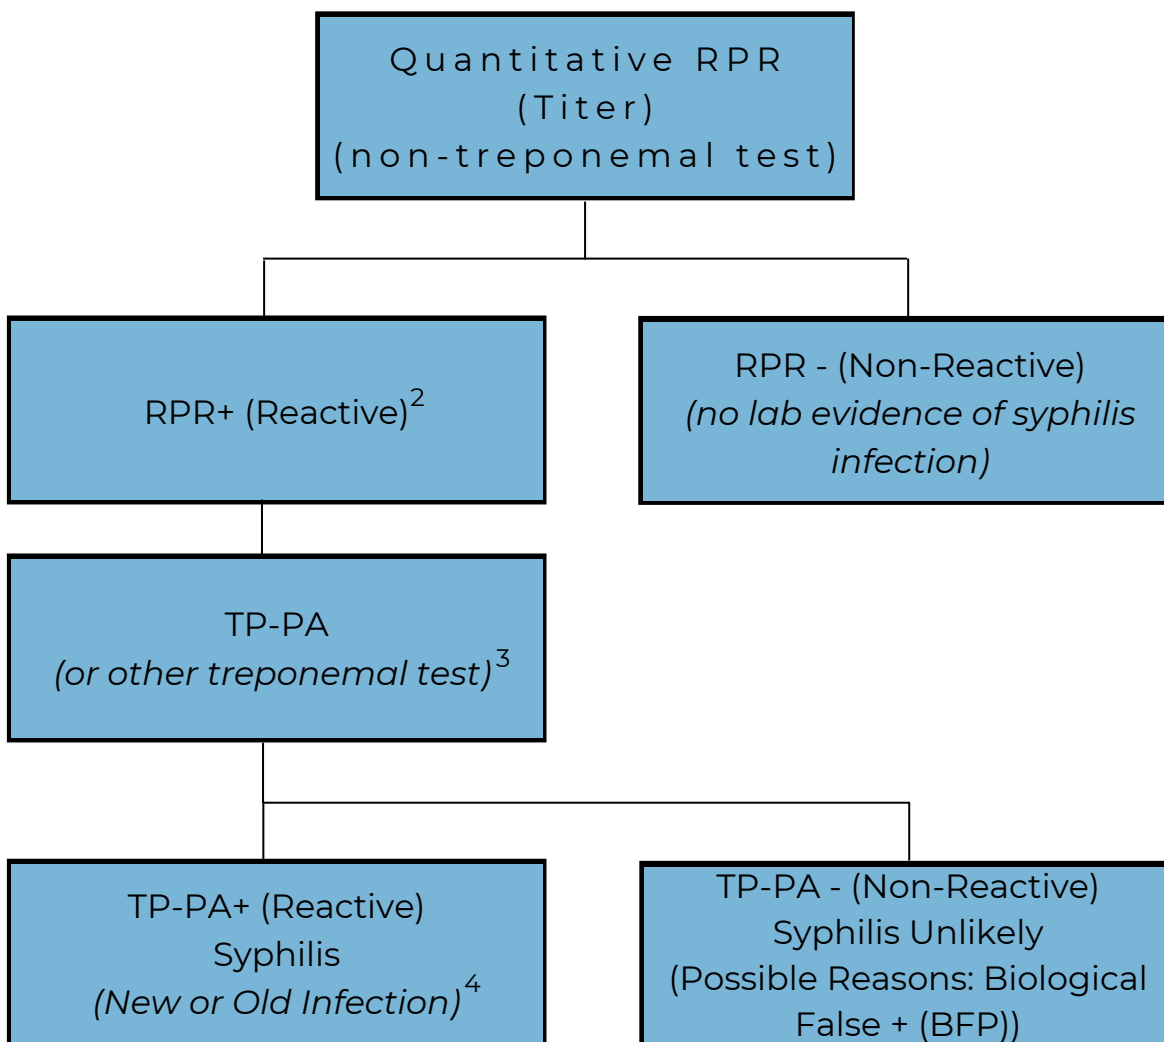 Quantitative RPR
(Titer)
(non-treponemal test)
RPR+ (Reactive)2
RPR - (Non-Reactive)
(no lab evidence of syphilis
infection)
TP-PA
(or other treponemal test)3
TP-PA+ (Reactive)
Syphilis
(New or Old Infection)4
TP-PA - (Non-Reactive)
Syphilis Unlikely
(Possible Reasons: Biological
False + (BFP))